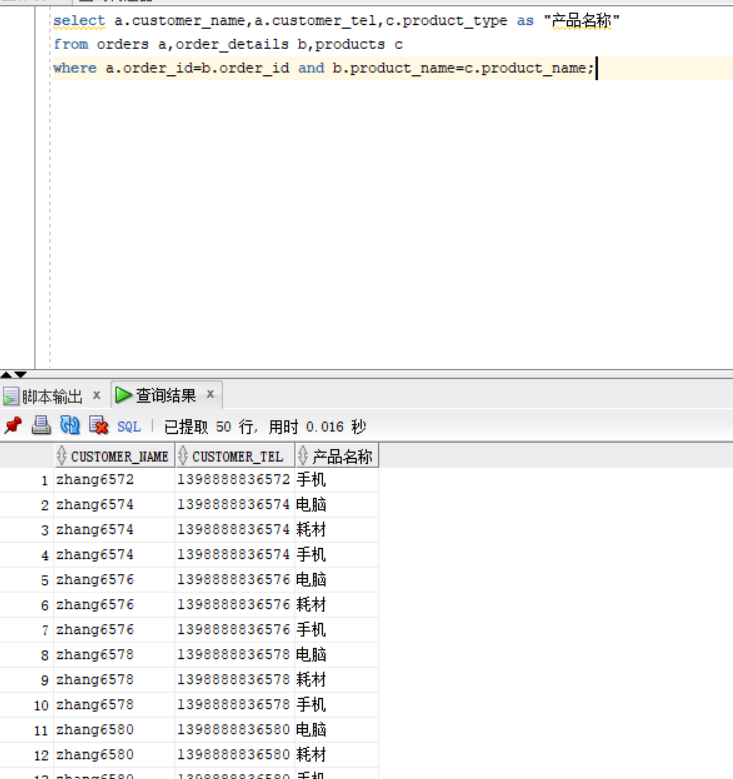 select a.customer_name,a.customer_tel,c.product_type as "产品名称"
from orders a,order_details b,products c
where a.order_id=b.order_id and b.product_name=c.product_name;
脚本输出 x 查询结果 x
SQL 已提取 50 行, 用时 0.016 秒
CUSTOMER_NAME CUSTOMER_TEL 产品名称
1 zhang6572 1398888836572 手机
2 zhang6574 1398888836574 电脑
3 zhang6574 1398888836574 耗材
4 zhang6574 1398888836574 手机
5 zhang6576 1398888836576 电脑
6 zhang6576 1398888836576 耗材
7 zhang6576 1398888836576 手机
8 zhang6578 1398888836578 电脑
9 zhang6578 1398888836578 耗材
10 zhang6578 1398888836578 手机
11 zhang6580 1398888836580 电脑
12 zhang6580 1398888836580 耗材
13 zhang6580 1398888836580 手机